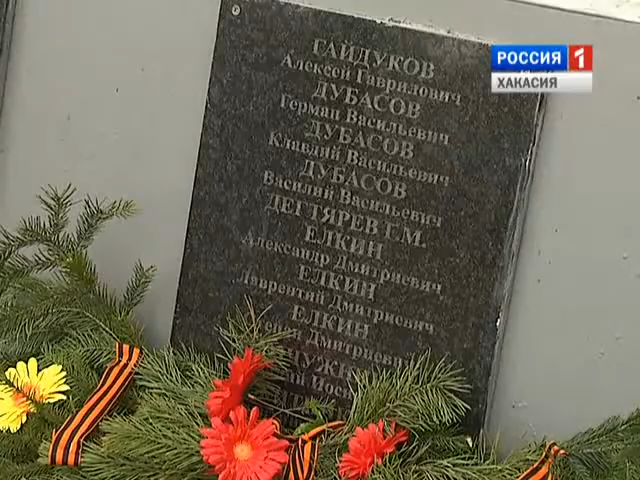 ГАЙДУКОВ
Алексей Гаврилович
ДУБАСОВ
Герман Васильевич
ДУБАСОВ
Клавдий Васильевич
ДУБАСОВ
Василий Васильевич
ДЕГТЯРЕВ Г.М.
ЕЛКИН
Александр Дмитриевич
ЕЛКИН
Лаврентий Дмитриевич
ЕЛКИН
Дмитриевич
РОССИЯ 1
ХАКАСИЯ